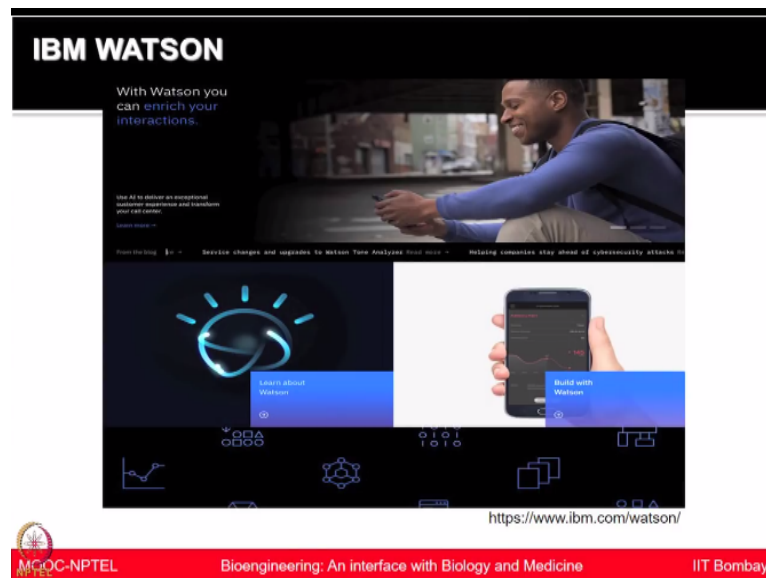 IBM WATSON
With Watson you
can enrich your
interactions.
Use AI to deliver an exceptional
customer experience and transform
your call center.
Learn more
From the blog
Service changes and upgrades to Watson Tone Analyzer Read more
Helping companies stay ahead of cybersecurity attacks
Learn about
Watson
Build with
Watson
https://www.ibm.com/watson/
MOOC-NPTEL
NPTEL
Bioengineering: An interface with Biology and Medicine
IIT Bombay